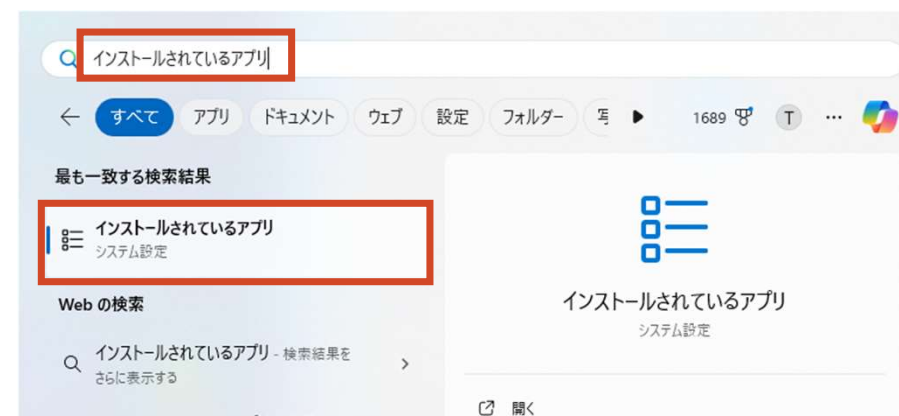 インストールされているアプリ
すべて アプリ ドキュメント ウェブ 設定 フォルダー 1689 T …
最も一致する検索結果
インストールされているアプリ
システム設定
Web の検索
インストールされているアプリ - 検索結果を
さらに表示する
インストールされているアプリ
システム設定
開く